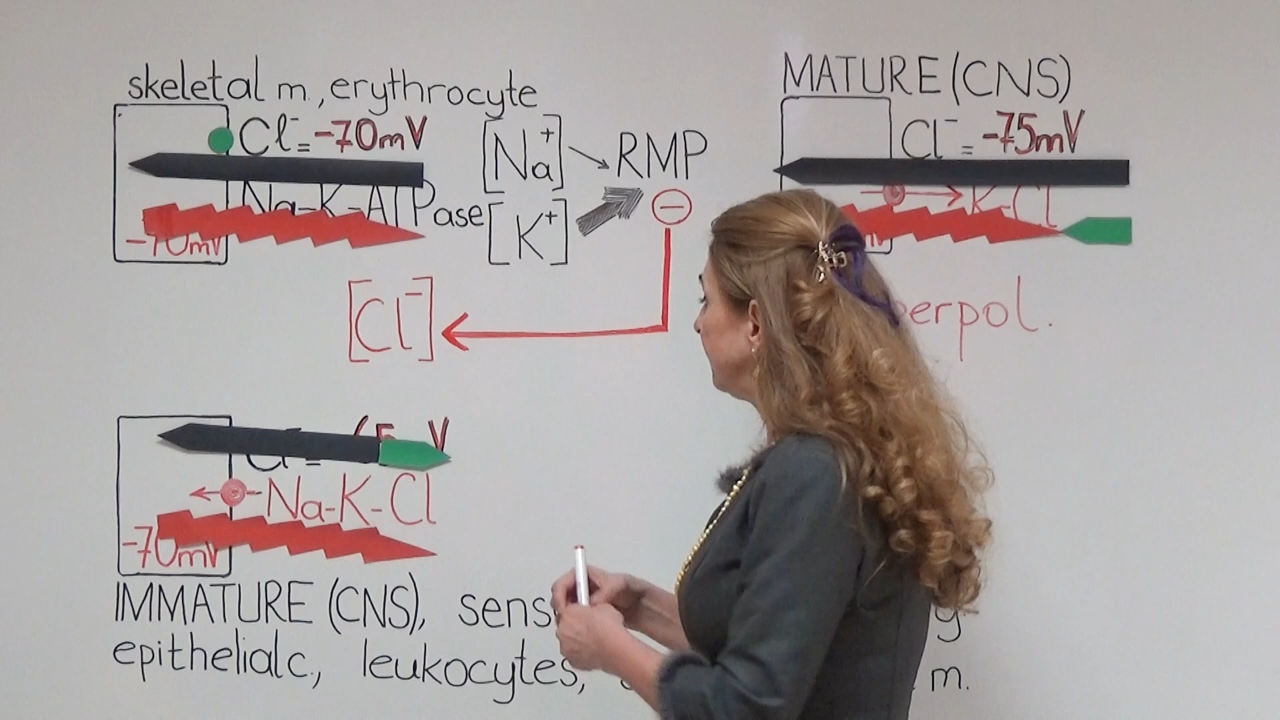 skeletal m., erythrocyte
Cl⁻= -70mV
Na-K-ATPase
-70mV
[Na⁺]
RMP
[K⁺]
⊖
[Cl⁻]
MATURE (CNS)
Cl⁻ = -75mV
K-Cl
perpol.
Na-K-Cl
-70mV
IMMATURE (CNS), sens
epithelial c., leukocytes,
m.